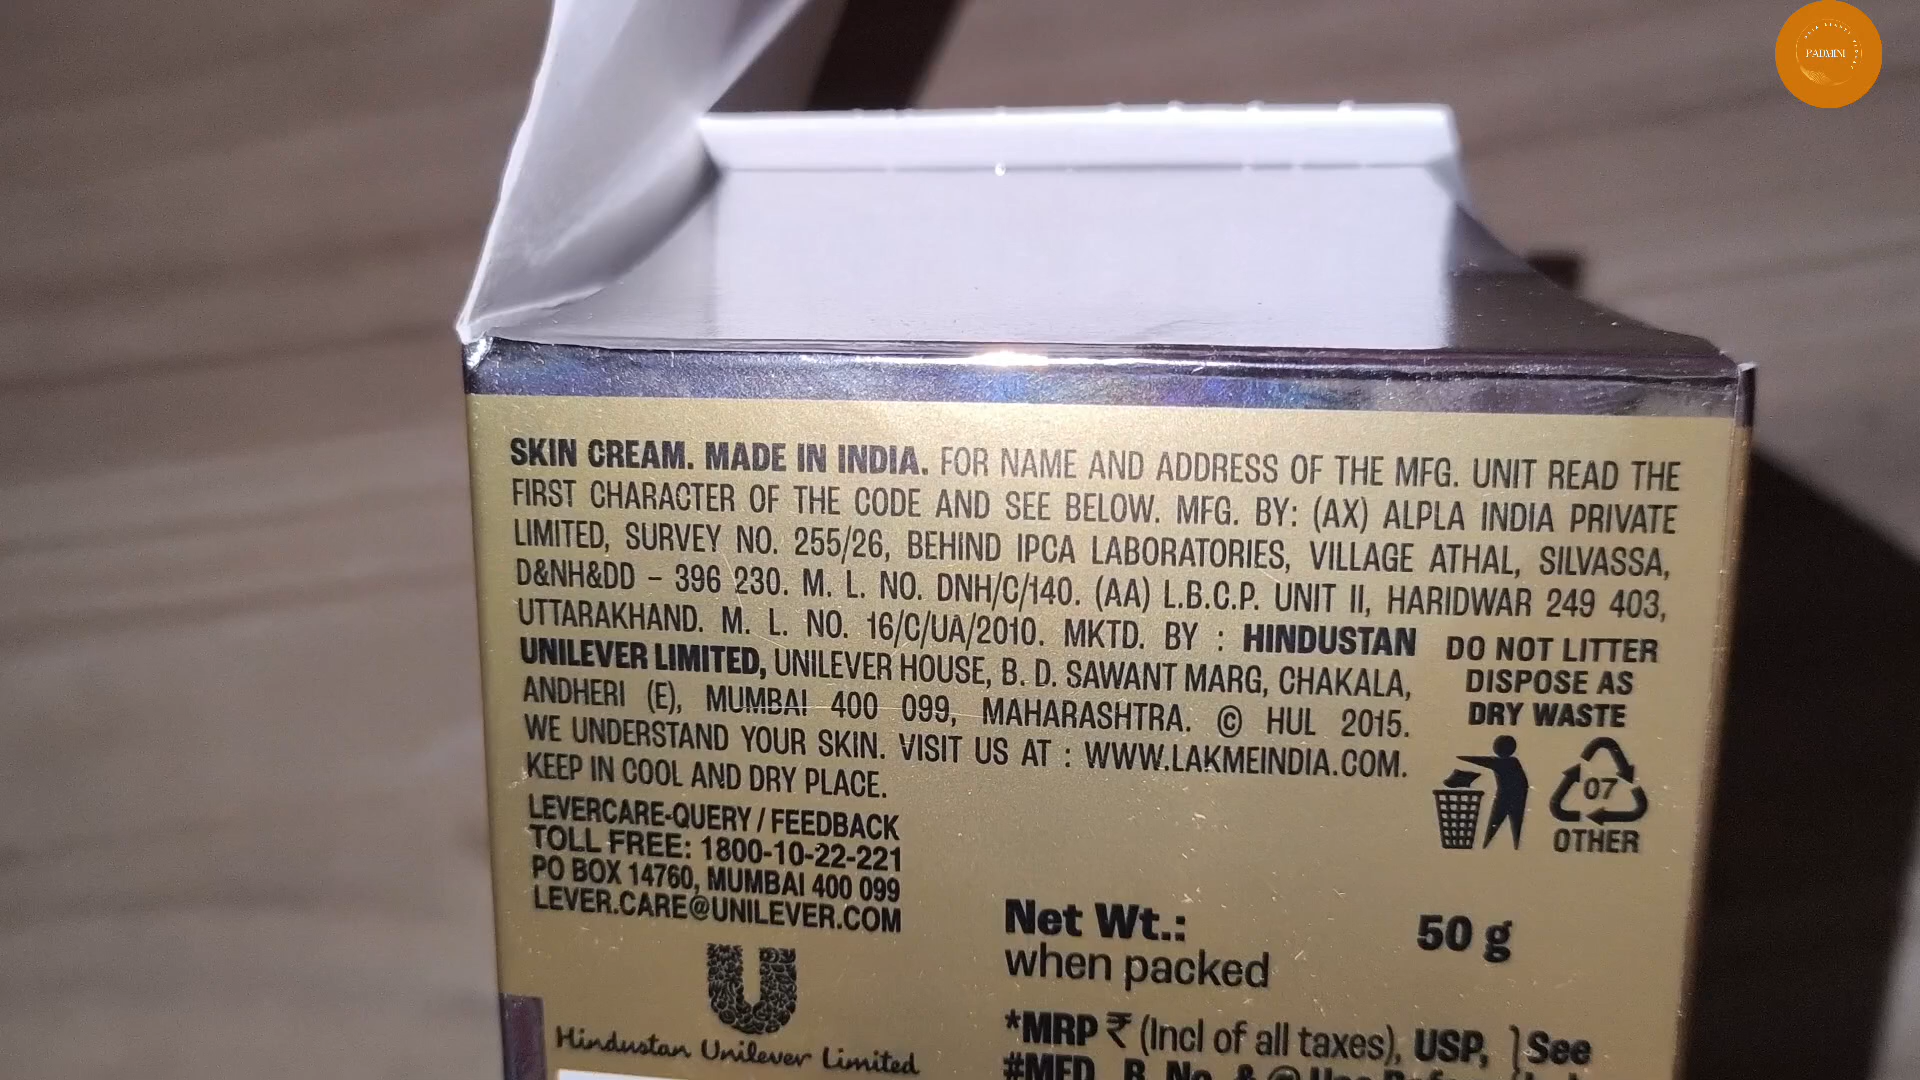 PADMINI
SKIN CREAM. MADE IN INDIA. FOR NAME AND ADDRESS OF THE MFG. UNIT READ THE
FIRST CHARACTER OF THE CODE AND SEE BELOW. MFG. BY: (AX) ALPLA INDIA PRIVATE
LIMITED, SURVEY NO. 255/26, BEHIND IPCA LABORATORIES, VILLAGE ATHAL, SILVASSA,
D&NH&DD – 396 230. M. L. NO. DNH/C/140. (AA) L.B.C.P. UNIT II, HARIDWAR 249 403,
UTTARAKHAND. M. L. NO. 16/C/UA/2010. MKTD. BY : HINDUSTAN
UNILEVER LIMITED, UNILEVER HOUSE, B. D. SAWANT MARG, CHAKALA,
ANDHERI (E), MUMBAI 400 099, MAHARASHTRA. © HUL 2015.
WE UNDERSTAND YOUR SKIN. VISIT US AT : WWW.LAKMEINDIA.COM.
KEEP IN COOL AND DRY PLACE.
DO NOT LITTER
DISPOSE AS
DRY WASTE
07
OTHER
LEVERCARE-QUERY / FEEDBACK
TOLL FREE: 1800-10-22-221
PO BOX 14760, MUMBAI 400 099
LEVER.CARE@UNILEVER.COM
Hindustan Unilever Limited
Net Wt.: 50 g
when packed
*MRP ₹ (Incl of all taxes), USP, }See
#MFD, B. No. & @ Use